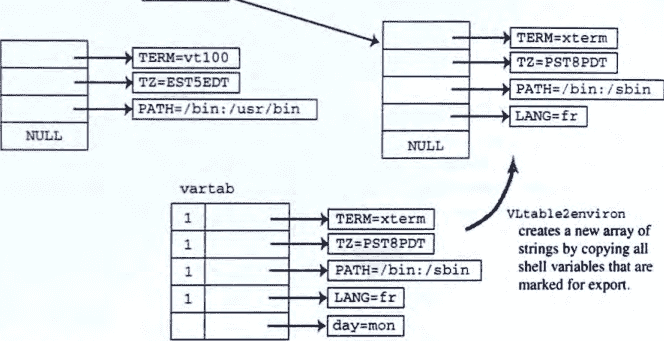 TERM=vt100
TZ=EST5EDT
PATH=/bin:/usr/bin
NULL
TERM=xterm
TZ=PST8PDT
PATH=/bin:/sbin
LANG=fr
NULL
vartab
1 TERM=xterm
1 TZ=PST8PDT
1 PATH=/bin:/sbin
1 LANG=fr
day=mon
VLtable2environ
creates a new array of
strings by copying all
shell variables that are
marked for export.